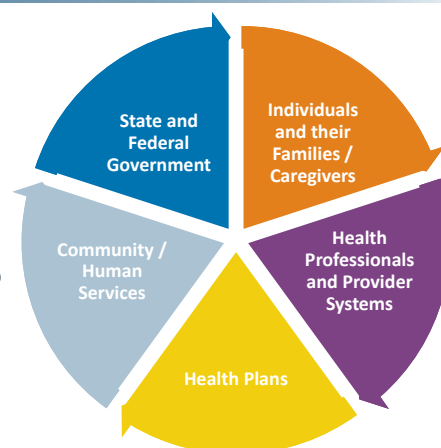 State and
Federal
Government
Individuals
and their
Families /
Caregivers
Health
Professionals
and Provider
Systems
Health Plans
Community /
Human
Services